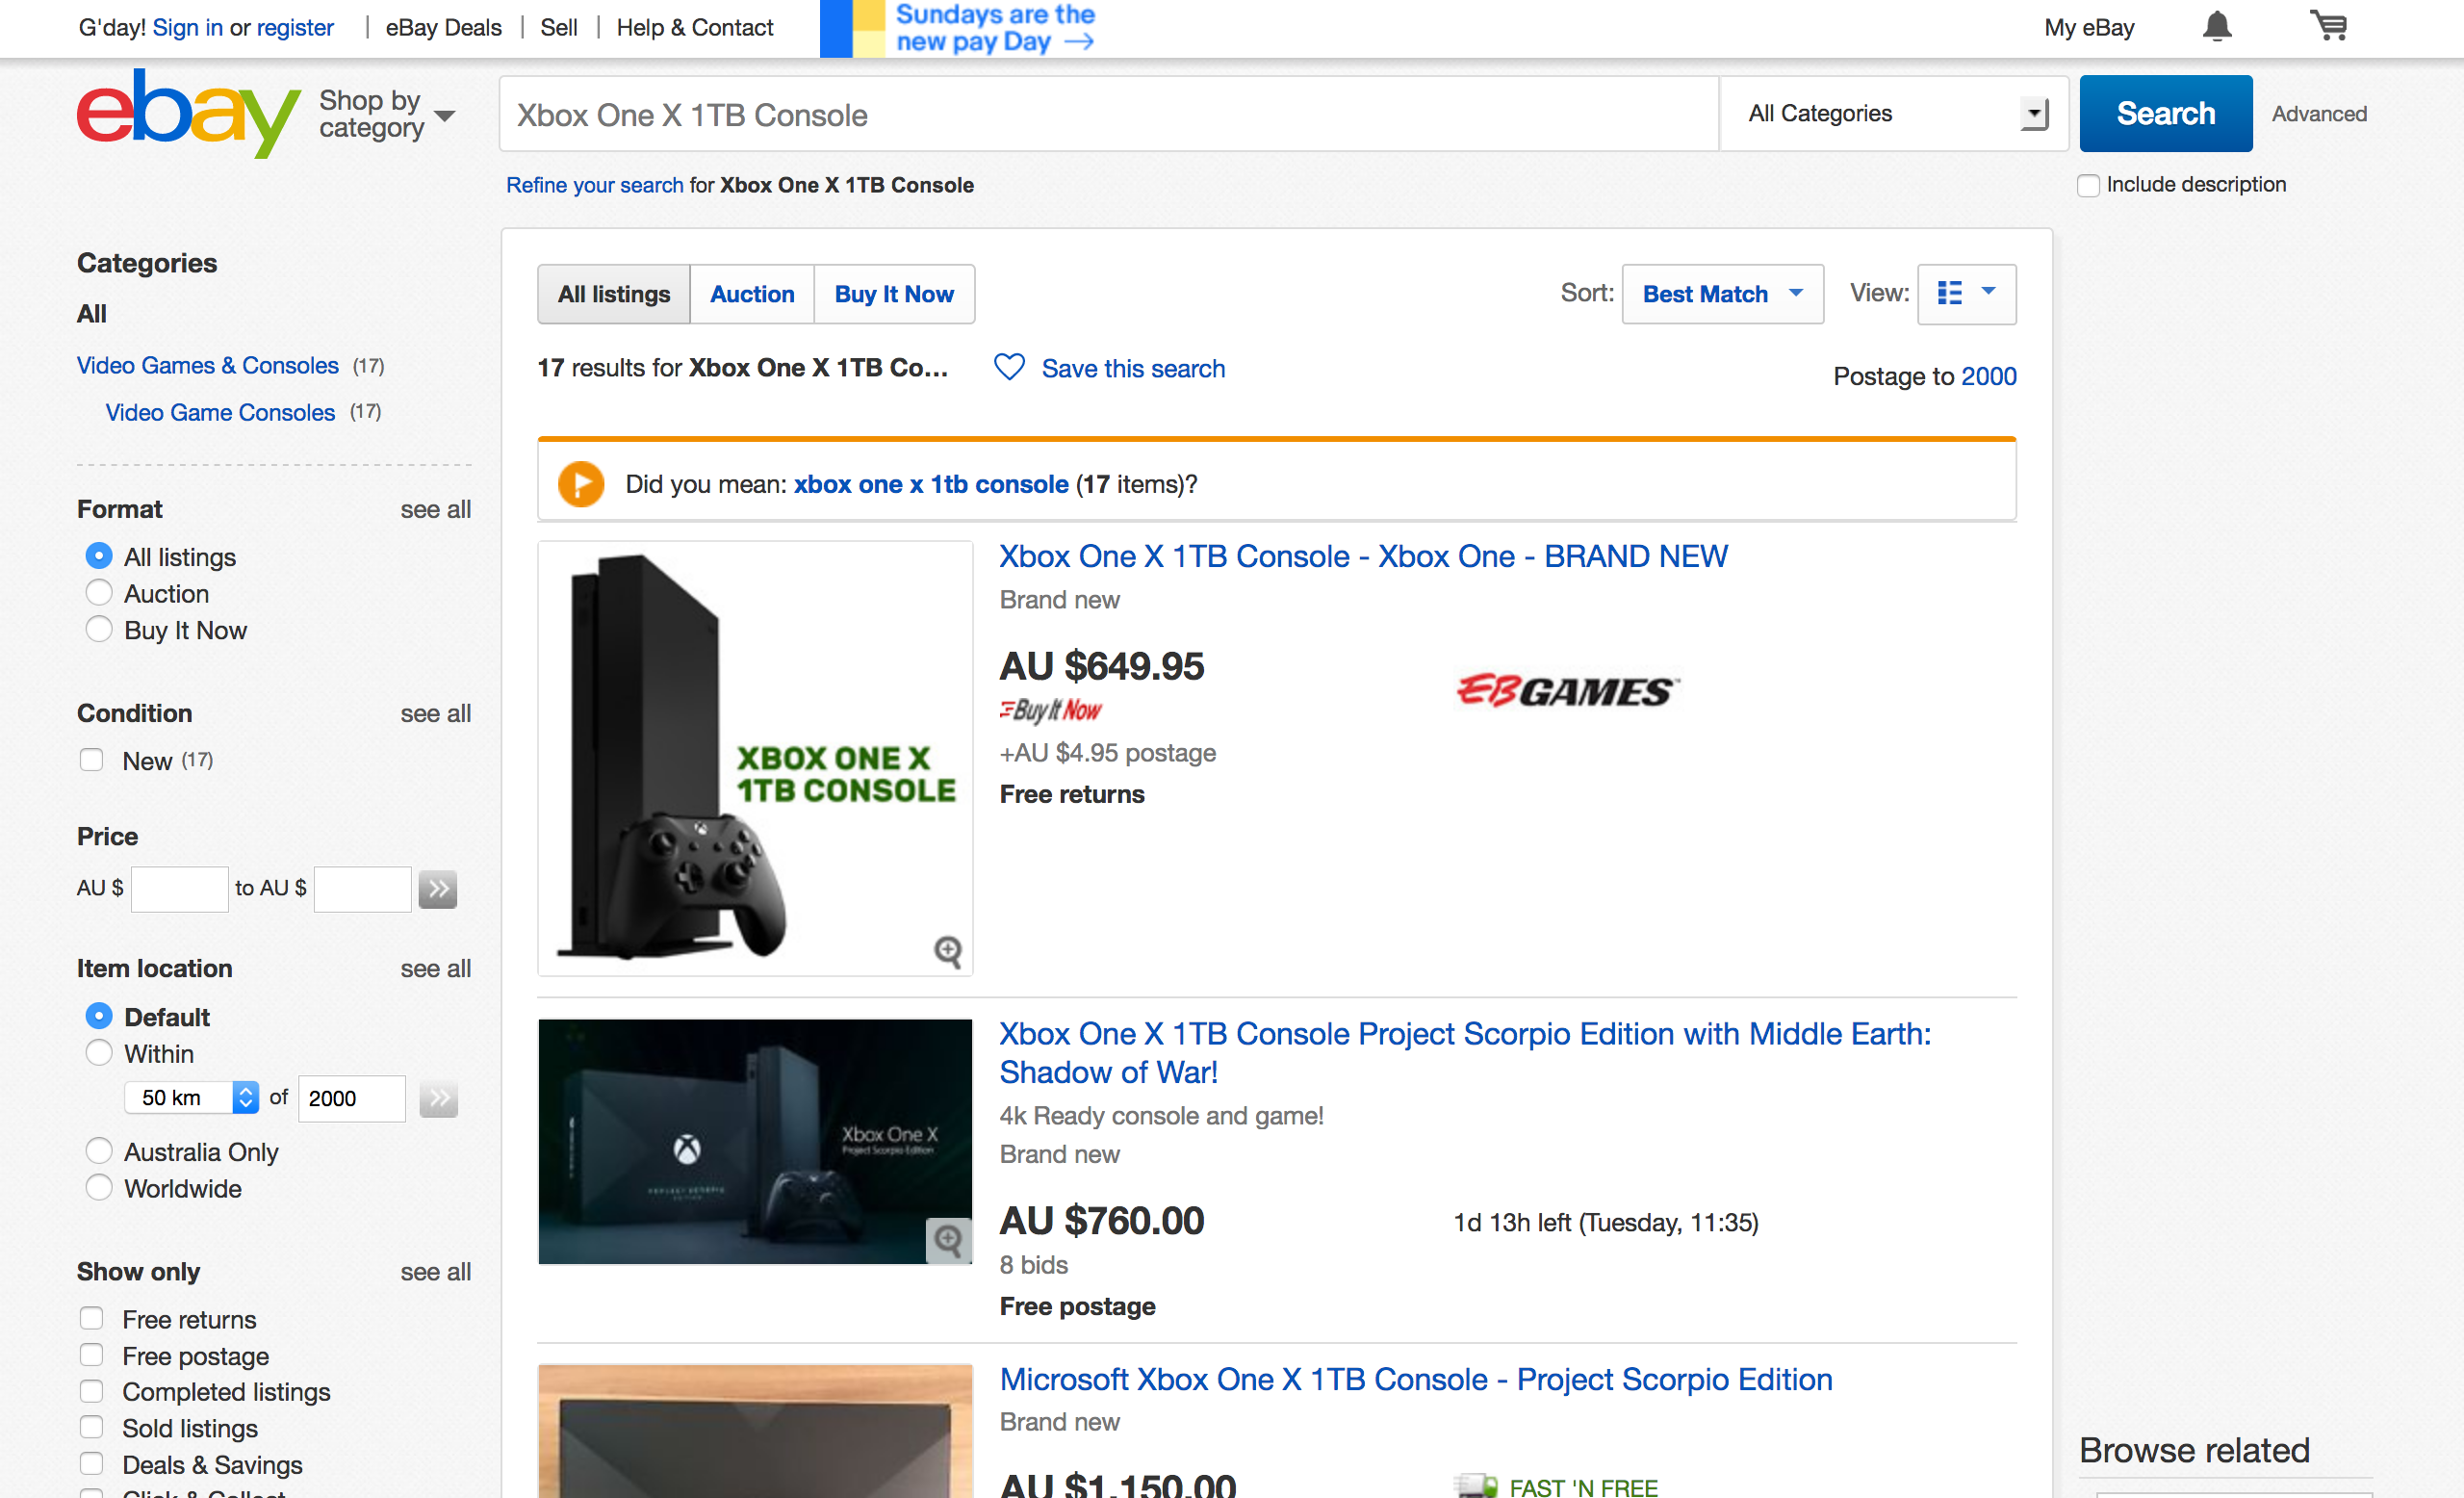 G'day! Sign in or register | eBay Deals | Sell | Help & Contact
Sundays are the
new pay Day →
My eBay
ebay
Shop by
category
Xbox One X 1TB Console
All Categories
Search
Advanced
Refine your search for Xbox One X 1TB Console
Include description
Categories
All
Video Games & Consoles (17)
Video Game Consoles (17)
Format see all
All listings
Auction
Buy It Now
Condition see all
New (17)
Price
AU $ to AU $
Item location see all
Default
Within
50 km of 2000
Australia Only
Worldwide
Show only see all
Free returns
Free postage
Completed listings
Sold listings
Deals & Savings
Click & Collect
All listings Auction Buy It Now
Sort: Best Match View:
17 results for Xbox One X 1TB Co... Save this search
Postage to 2000
Did you mean: xbox one x 1tb console (17 items)?
XBOX ONE X
1TB CONSOLE
Xbox One X 1TB Console - Xbox One - BRAND NEW
Brand new
AU $649.95
Buy It Now
+AU $4.95 postage
Free returns
EB GAMES™
Xbox One X
Project Scorpio Edition
PROJECT SCORPIO
EDITION
Xbox One X 1TB Console Project Scorpio Edition with Middle Earth:
Shadow of War!
4k Ready console and game!
Brand new
AU $760.00
8 bids
Free postage
1d 13h left (Tuesday, 11:35)
Microsoft Xbox One X 1TB Console - Project Scorpio Edition
Brand new
AU $1,150.00
FAST 'N FREE
Browse related